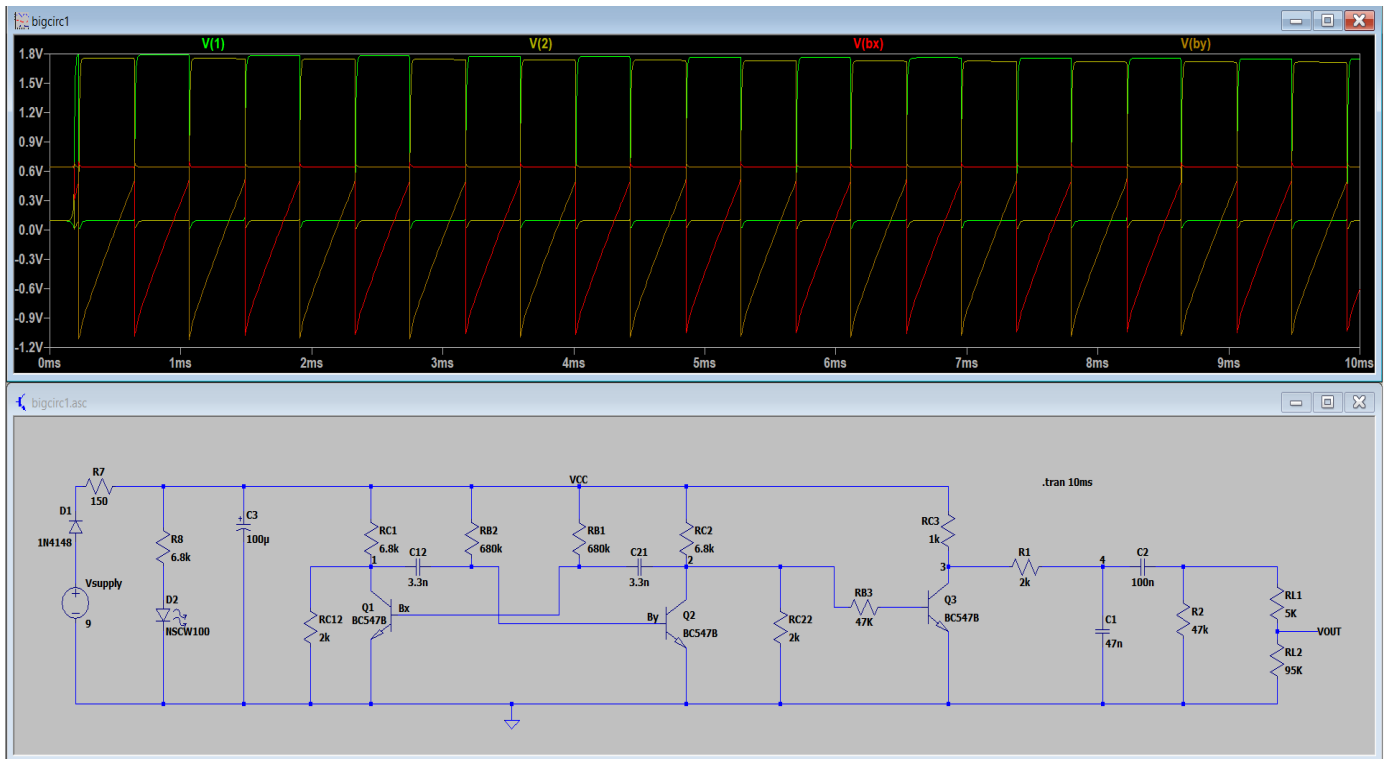 bigcirc1
V(1) V(2) V(bx) V(by)
1.8V
1.5V
1.2V
0.9V
0.6V
0.3V
0.0V
-0.3V
-0.6V
-0.9V
-1.2V
0ms 1ms 2ms 3ms 4ms 5ms 6ms 7ms 8ms 9ms 10ms
bigcirc1.asc
R7
150
VCC
.tran 10ms
D1
1N4148
R8
6.8k
C3
+
100µ
RC1
6.8k
RB2
680k
RB1
680k
RC2
6.8k
RC3
1k
1
C12
3.3n
C21
3.3n
2
3
R1
2k
4
C2
100n
Vsupply
9
D2
NSCW100
RC12
2k
Q1
BC547B
Bx
By
Q2
BC547B
RC22
2k
RB3
47K
Q3
BC547B
C1
47n
R2
47k
RL1
5K
VOUT
RL2
95K